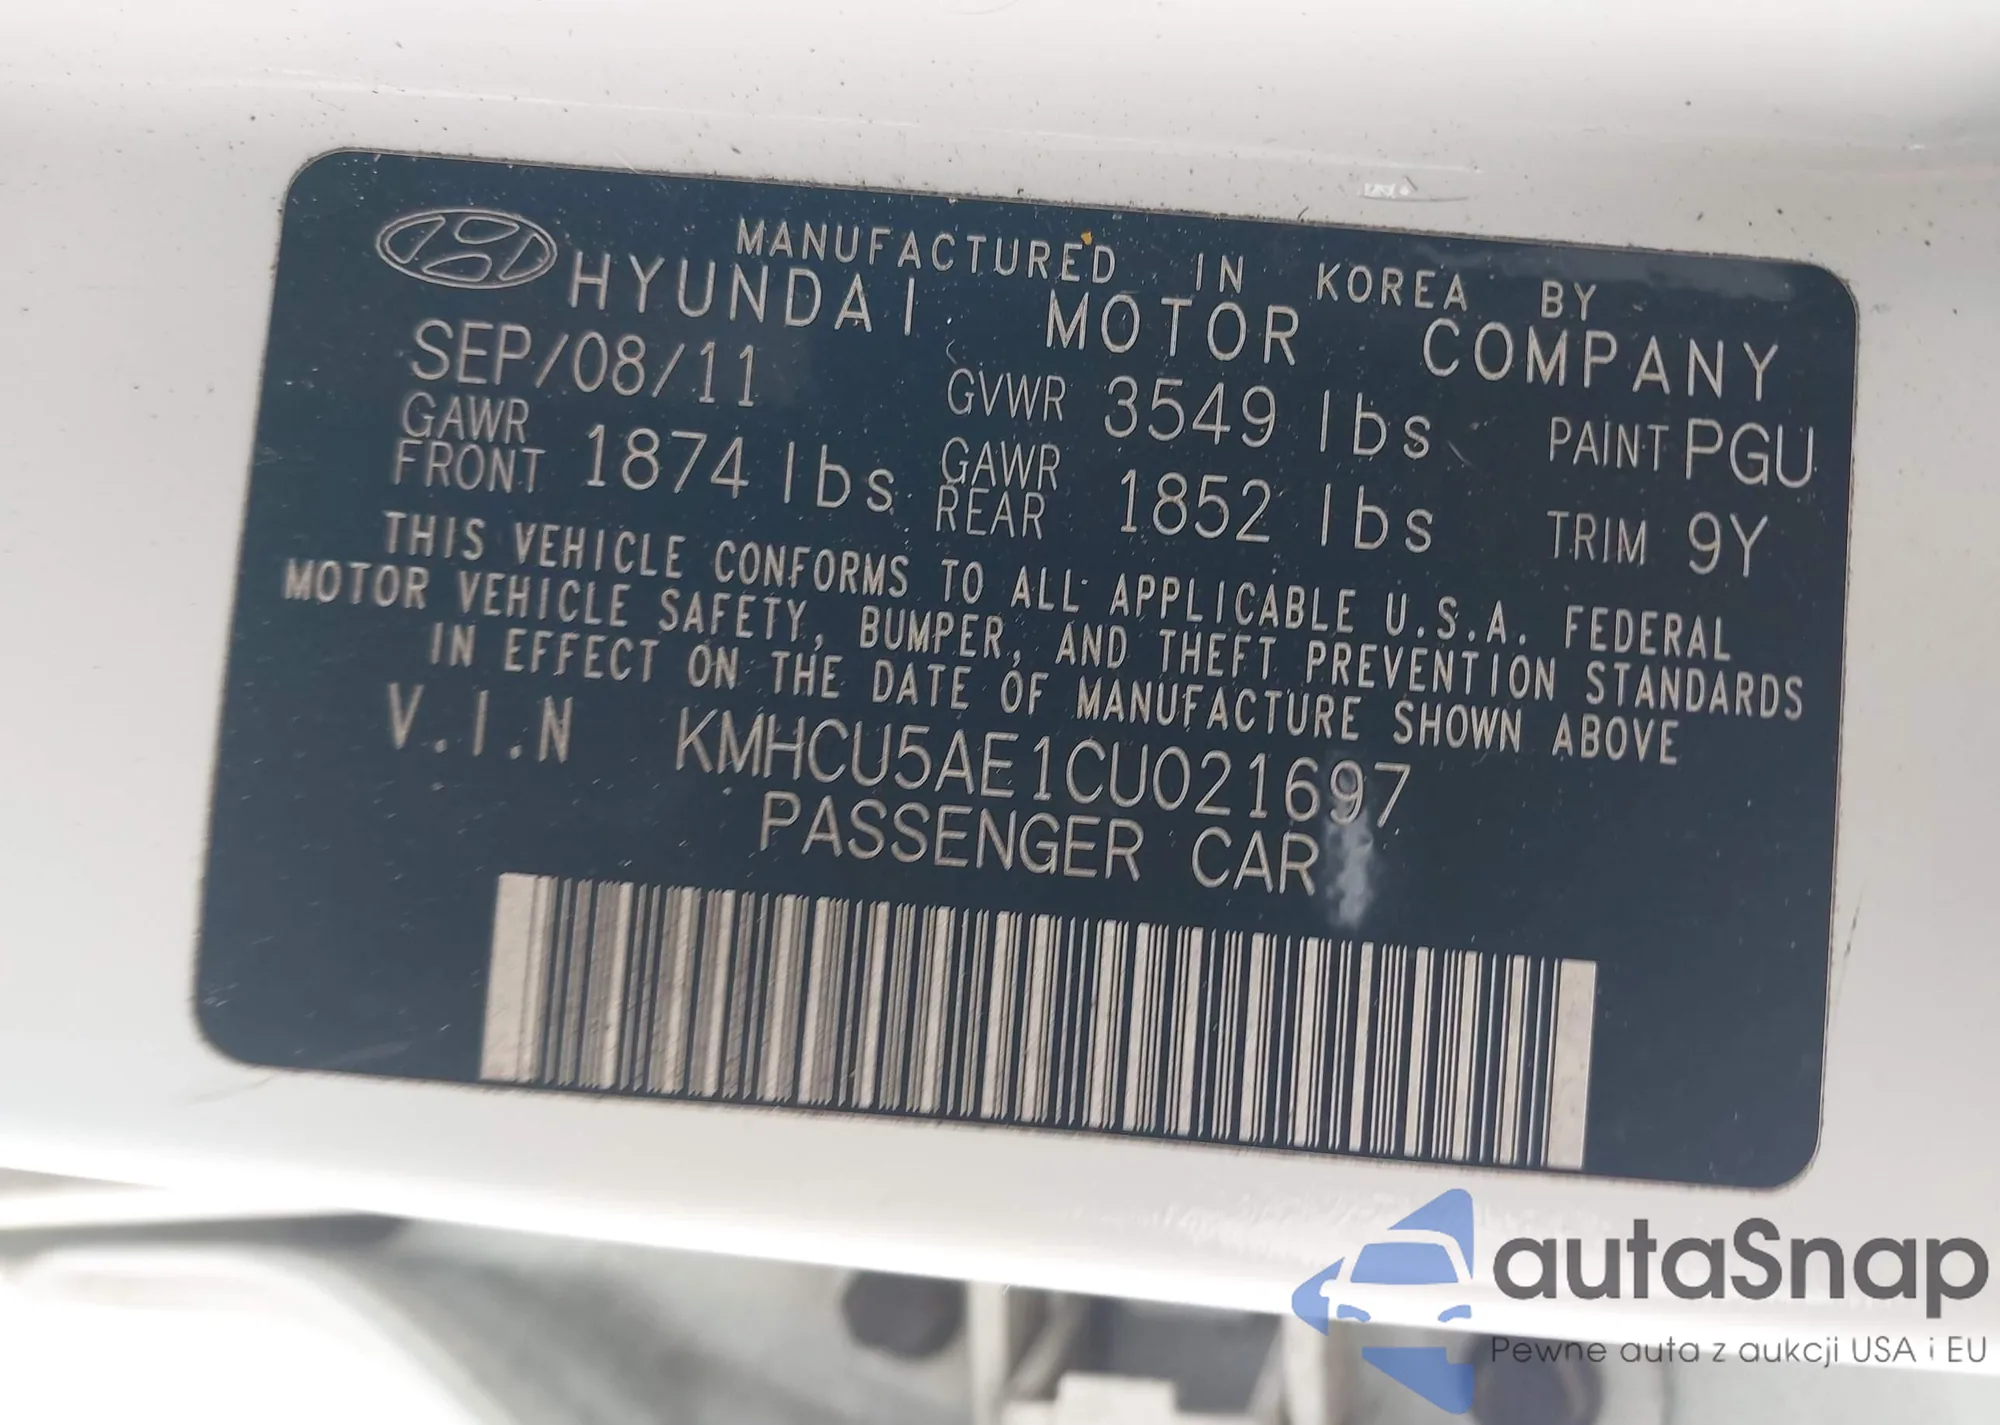 MANUFACTURED IN KOREA BY
HYUNDAI MOTOR COMPANY
SEP/08/11 GVWR 3549 lbs PAINT PGU
GAWR FRONT 1874 lbs GAWR REAR 1852 lbs TRIM 9Y
THIS VEHICLE CONFORMS TO ALL APPLICABLE U.S.A. FEDERAL
MOTOR VEHICLE SAFETY, BUMPER, AND THEFT PREVENTION STANDARDS
IN EFFECT ON THE DATE OF MANUFACTURE SHOWN ABOVE
V.I.N KMHCU5AE1CU021697
PASSENGER CAR
autaSnap
Pewne auta z aukcji USA i EU